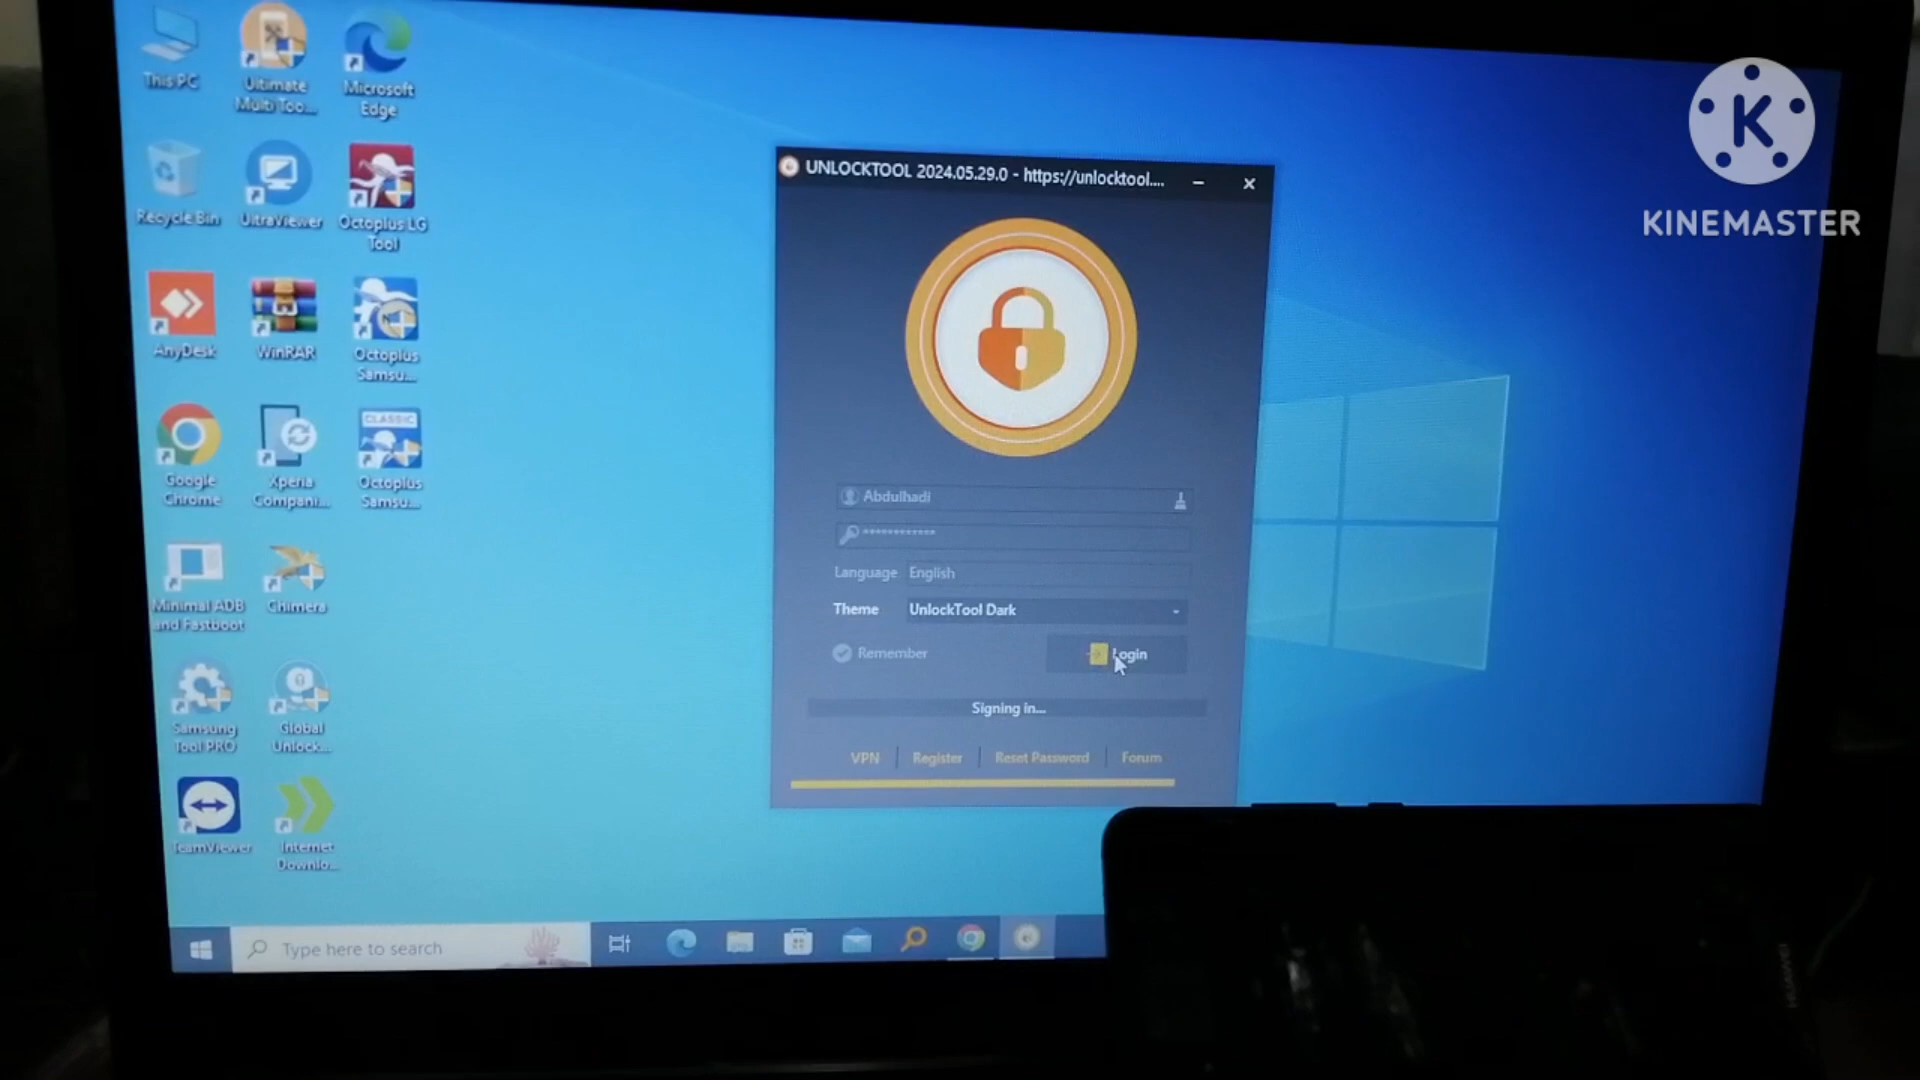 This PC
Ultimate
Multi Too...
Microsoft
Edge
Recycle Bin
UltraViewer
Octoplus LG
Tool
AnyDesk
WinRAR
Octoplus
Samsu...
Google
Chrome
Xperia
Compani...
CLASSIC
Octoplus
Samsu...
Minimal ADB
and Fastboot
Chimera
Samsung
Tool PRO
Global
Unlock...
TeamViewer
Internet
Downlo...
UNLOCKTOOL 2024.05.29.0 - https://unlocktool....
Abdulhadi
************
Language English
Theme UnlockTool Dark
Remember
Login
Signing in...
VPN Register Reset Password Forum
Type here to search
K
KINEMASTER
HUAWEI